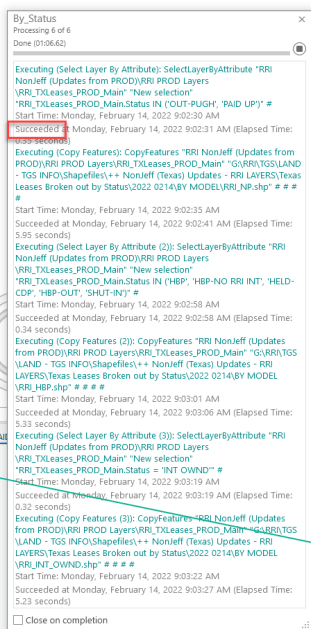 By_Status
Processing 6 of 6
Done (01:06.62)
Executing (Select Layer By Attribute): SelectLayerByAttribute "RRI
NonJeff (Updates from PROD)\RRI PROD Layers
\RRI_TXLeases_PROD_Main" "New selection"
"RRI_TXLeases_PROD_Main.Status IN ('OUT-PUGH', 'PAID UP')" #
Start Time: Monday, February 14, 2022 9:02:30 AM
Succeeded at Monday, February 14, 2022 9:02:31 AM (Elapsed Time:
0.35 seconds)
Executing (Copy Features): CopyFeatures "RRI NonJeff (Updates from
PROD)\RRI PROD Layers\RRI_TXLeases_PROD_Main" "G:\RRI\TGS\LAND
- TGS INFO\Shapefiles\++ NonJeff (Texas) Updates - RRI LAYERS\Texas
Leases Broken out by Status\2022 0214\BY MODEL\RRI_NP.shp" # # #
#
Start Time: Monday, February 14, 2022 9:02:35 AM
Succeeded at Monday, February 14, 2022 9:02:41 AM (Elapsed Time:
5.95 seconds)
Executing (Select Layer By Attribute (2)): SelectLayerByAttribute "RRI
NonJeff (Updates from PROD)\RRI PROD Layers
\RRI_TXLeases_PROD_Main" "New selection"
"RRI_TXLeases_PROD_Main.Status IN ('HBP', 'HBP-NO RRI INT', 'HELD-
CDP', 'HBP-OUT', 'SHUT-IN')" #
Start Time: Monday, February 14, 2022 9:02:58 AM
Succeeded at Monday, February 14, 2022 9:02:58 AM (Elapsed Time:
0.34 seconds)
Executing (Copy Features (2)): CopyFeatures "RRI NonJeff (Updates
from PROD)\RRI PROD Layers\RRI_TXLeases_PROD_Main" "G:\RRI\TGS
\LAND - TGS INFO\Shapefiles\++ NonJeff (Texas) Updates - RRI
LAYERS\Texas Leases Broken out by Status\2022 0214\BY MODEL
\RRI_HBP.shp" # # # #
Start Time: Monday, February 14, 2022 9:03:01 AM
Succeeded at Monday, February 14, 2022 9:03:06 AM (Elapsed Time:
5.33 seconds)
Executing (Select Layer By Attribute (3)): SelectLayerByAttribute "RRI
NonJeff (Updates from PROD)\RRI PROD Layers
\RRI_TXLeases_PROD_Main" "New selection"
"RRI_TXLeases_PROD_Main.Status = 'INT OWND'" #
Start Time: Monday, February 14, 2022 9:03:19 AM
Succeeded at Monday, February 14, 2022 9:03:19 AM (Elapsed Time:
0.32 seconds)
Executing (Copy Features (3)): CopyFeatures "RRI NonJeff (Updates
from PROD)\RRI PROD Layers\RRI_TXLeases_PROD_Main" "G:\RRI\TGS
\LAND - TGS INFO\Shapefiles\++ NonJeff (Texas) Updates - RRI
LAYERS\Texas Leases Broken out by Status\2022 0214\BY MODEL
\RRI_INT_OWND.shp" # # # #
Start Time: Monday, February 14, 2022 9:03:22 AM
Succeeded at Monday, February 14, 2022 9:03:27 AM (Elapsed Time:
5.23 seconds)
Close on completion